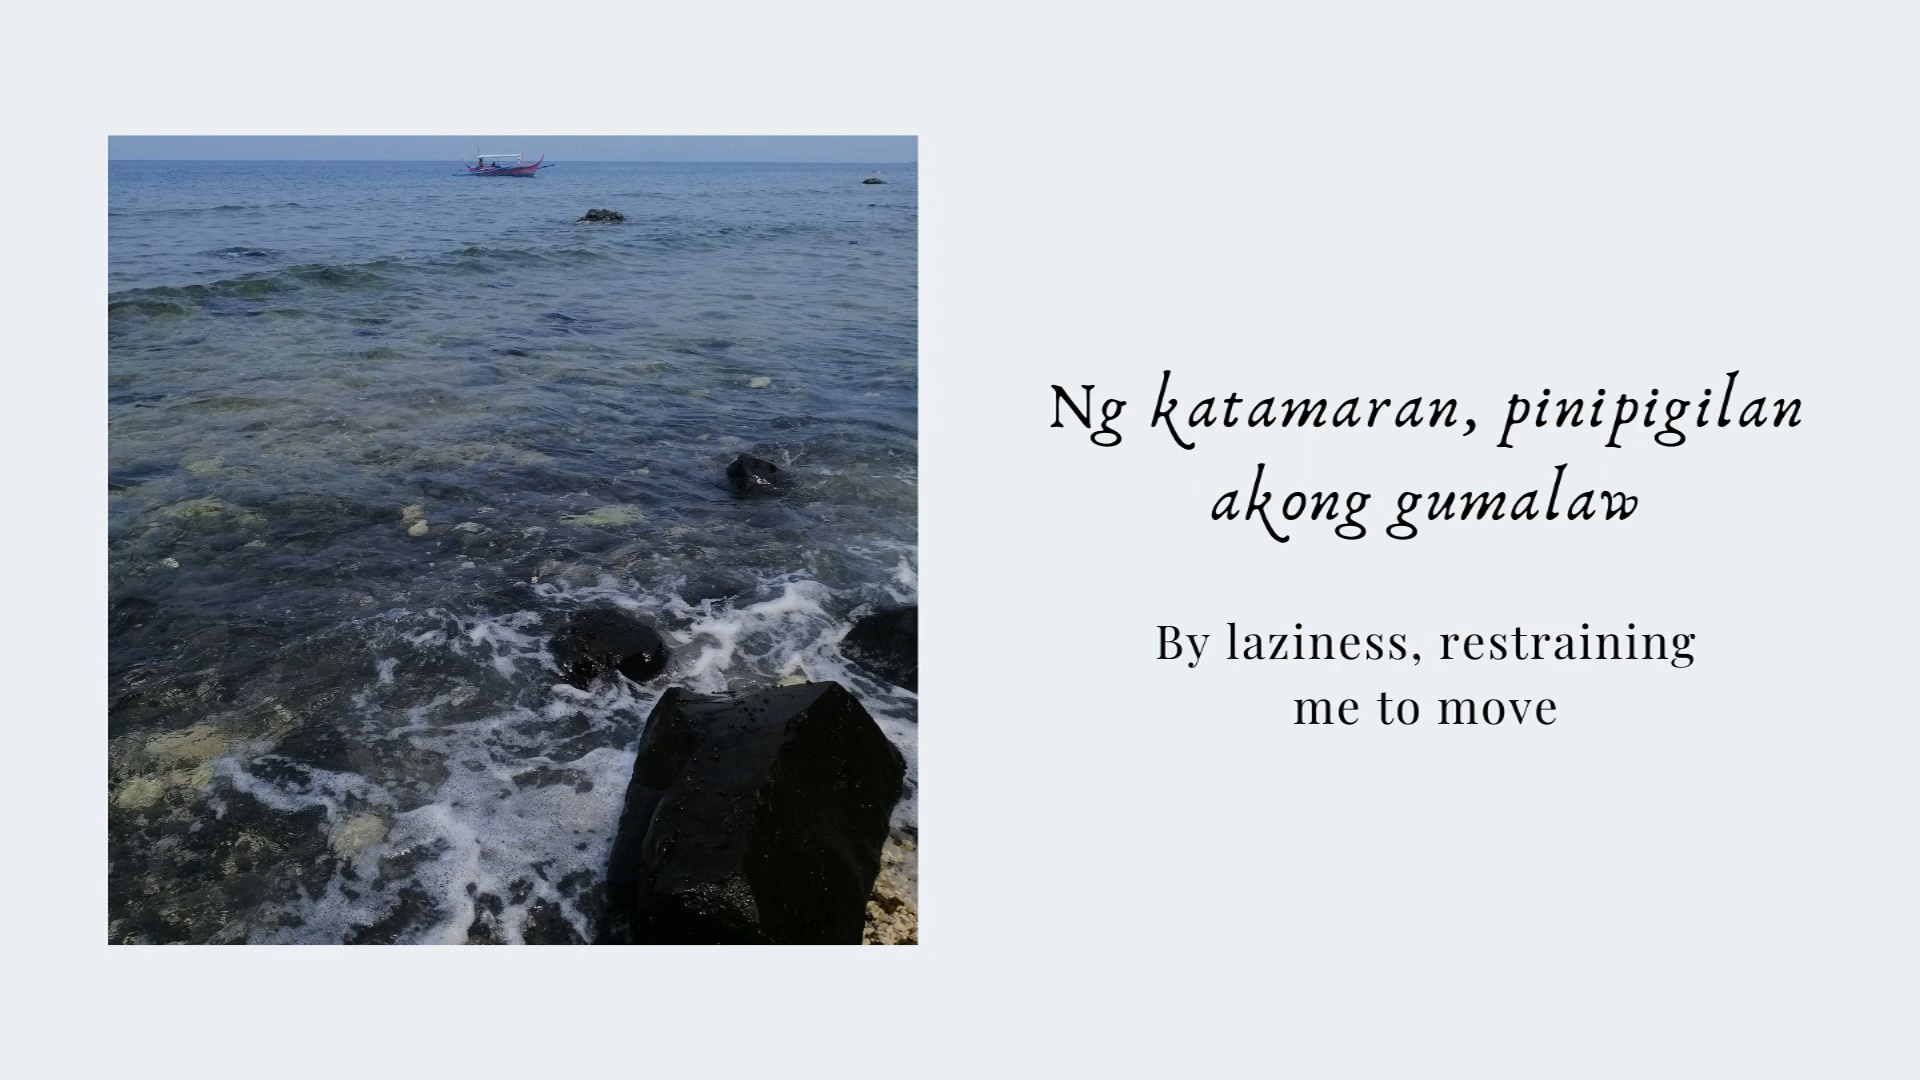 Ng katamaran, pinipigilan
akong gumalaw
By laziness, restraining
me to move